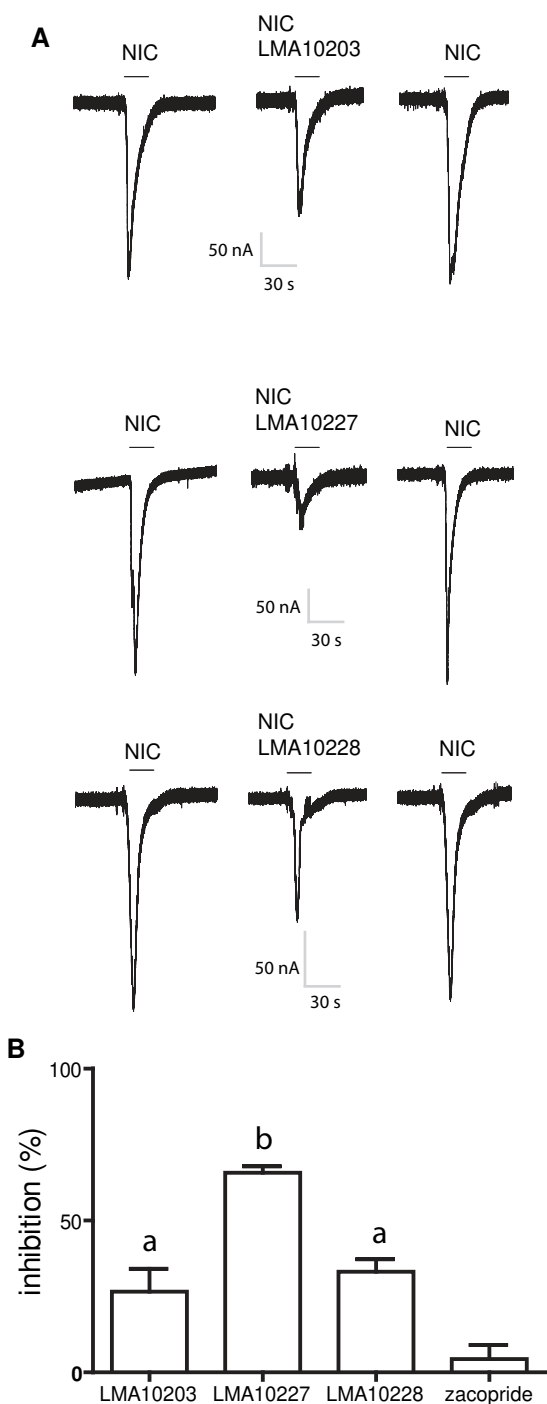 A
NIC
NIC
LMA10203
NIC
50 nA
30 s
NIC
NIC
LMA10227
NIC
50 nA
30 s
NIC
NIC
LMA10228
NIC
50 nA
30 s
B
inhibition (%)
100
50
0
a
b
a
LMA10203 LMA10227 LMA10228 zacopride